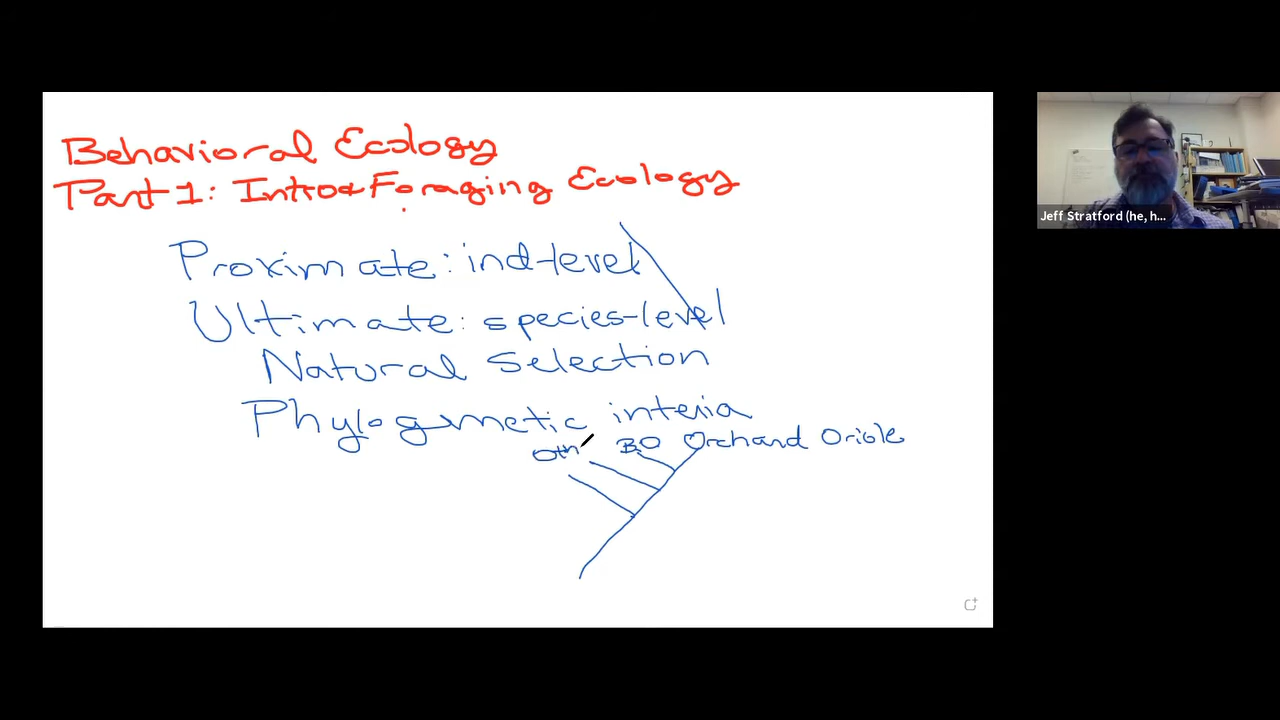 Behavioral Ecology
Part 1: Intro & Foraging Ecology
Proximate: ind-level
Ultimate: species-level
Natural Selection
Phylogenetic interia
Oth BO Orchand Oriole
Jeff Stratford (he, h...